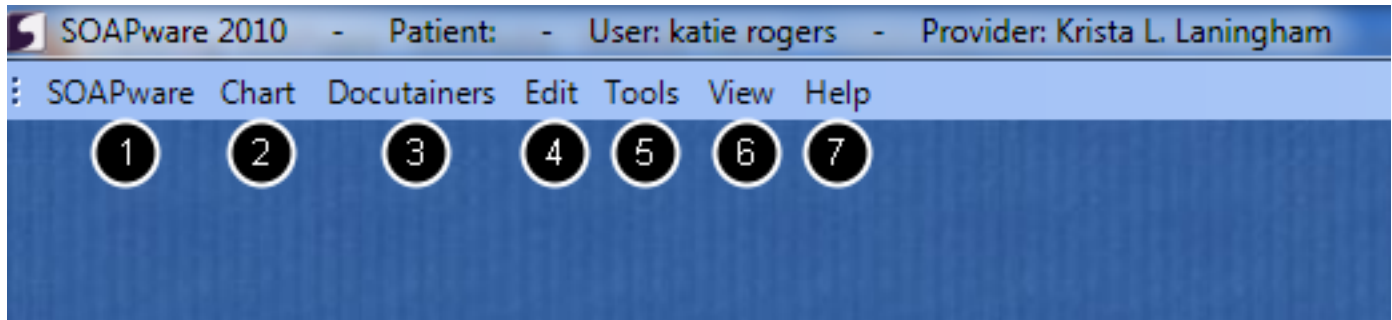 SOAPware 2010 - Patient: - User: katie rogers - Provider: Krista L. Laningham
SOAPware Chart Docutainers Edit Tools View Help
1 2 3 4 5 6 7